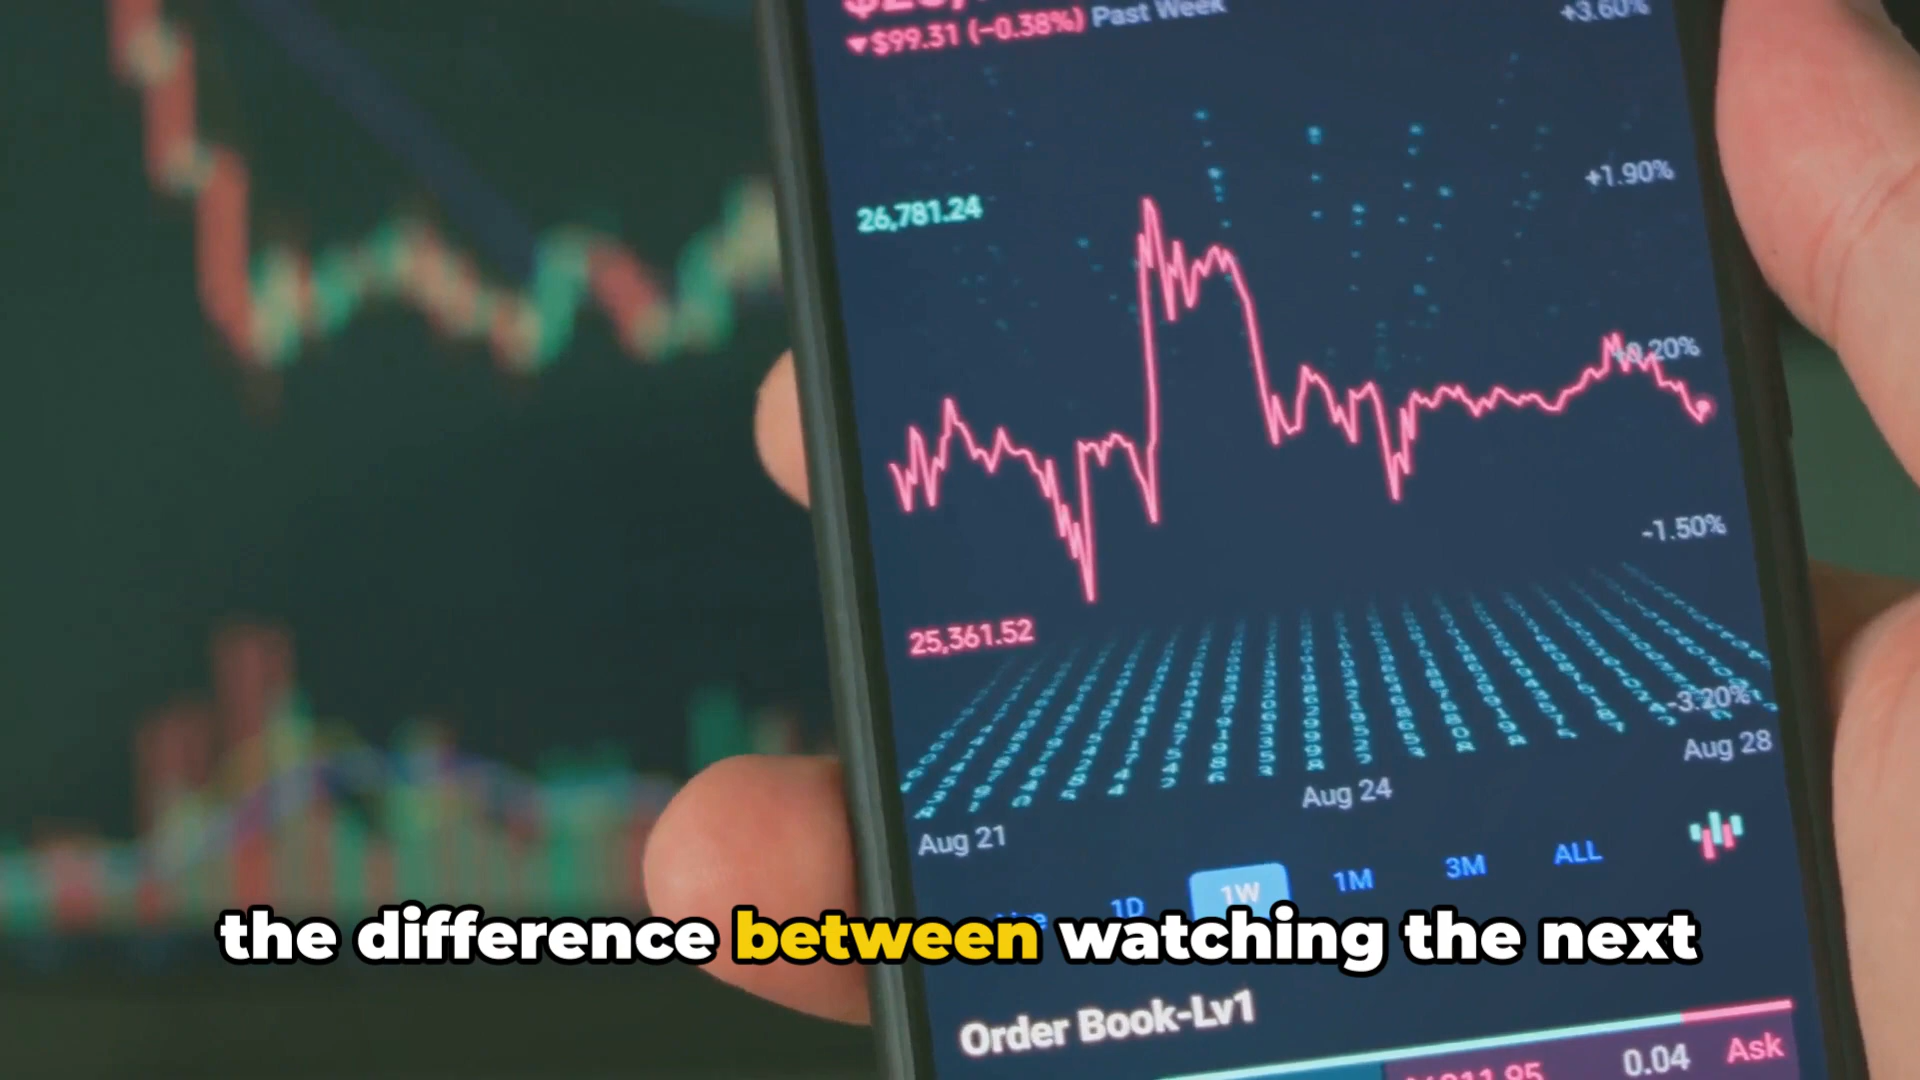 ▼$99.31 (-0.38%) Past Week
+3.60%
+1.90%
26,781.24
+0.20%
-1.50%
25,361.52
-3.20%
Aug 21
Aug 24
Aug 28
1D
1W
1M
3M
ALL
the difference between watching the next
Order Book-Lv1
0.04
Ask